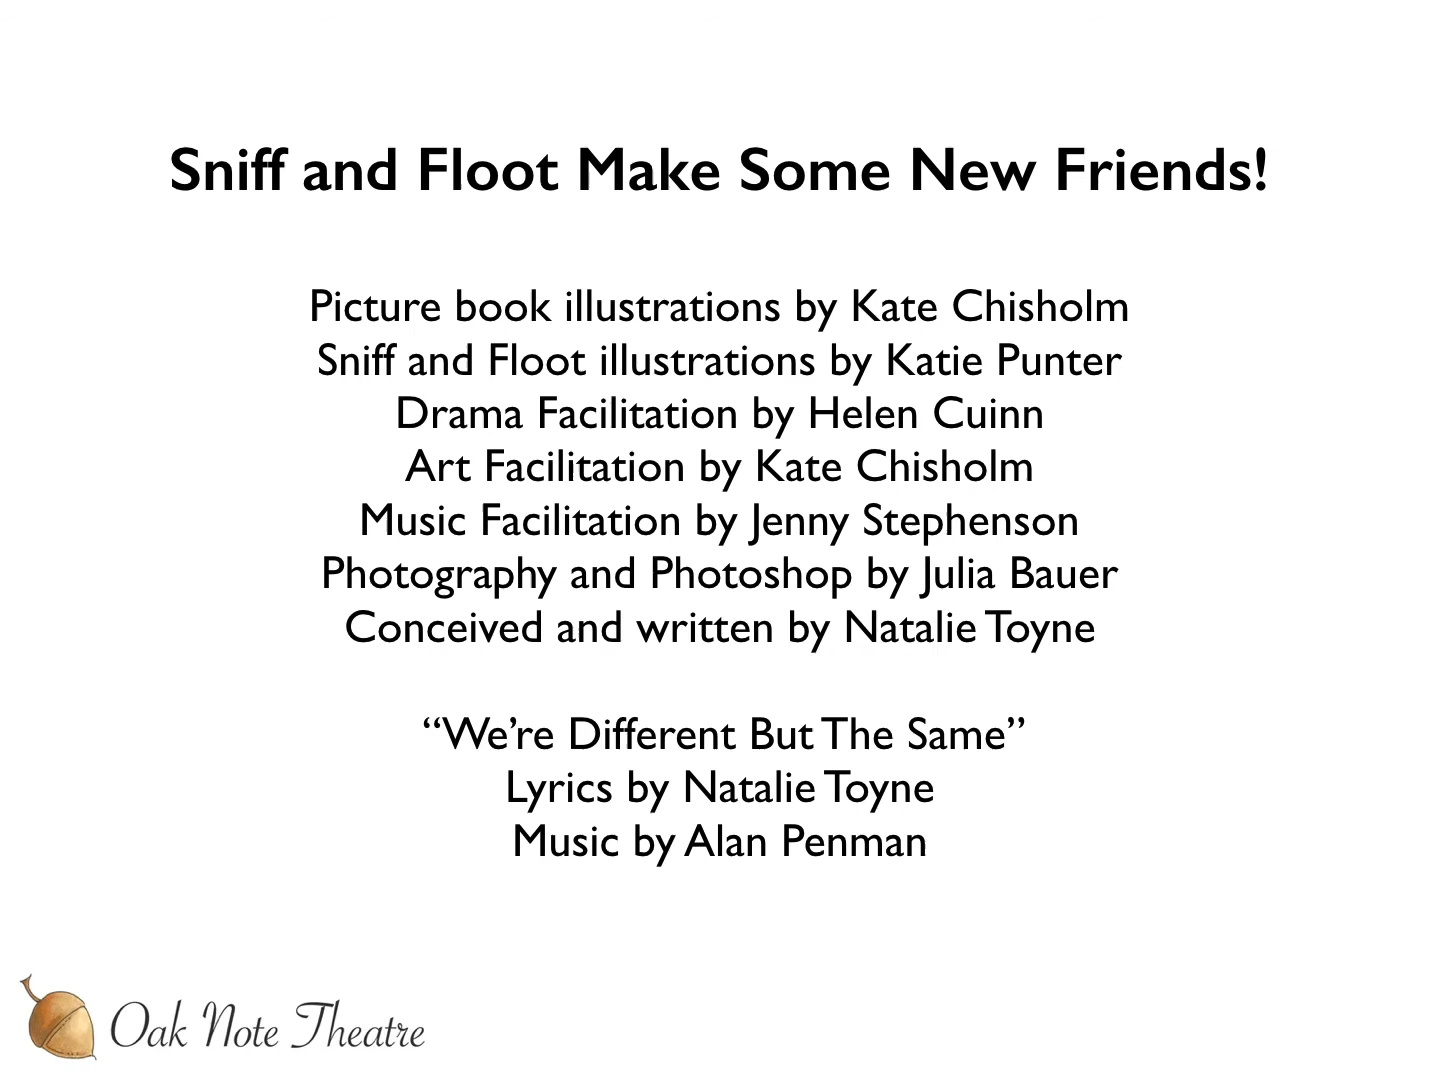 Sniff and Floot Make Some New Friends!
Picture book illustrations by Kate Chisholm
Sniff and Floot illustrations by Katie Punter
Drama Facilitation by Helen Cuinn
Art Facilitation by Kate Chisholm
Music Facilitation by Jenny Stephenson
Photography and Photoshop by Julia Bauer
Conceived and written by Natalie Toyne
“We’re Different But The Same”
Lyrics by Natalie Toyne
Music by Alan Penman
Oak Note Theatre